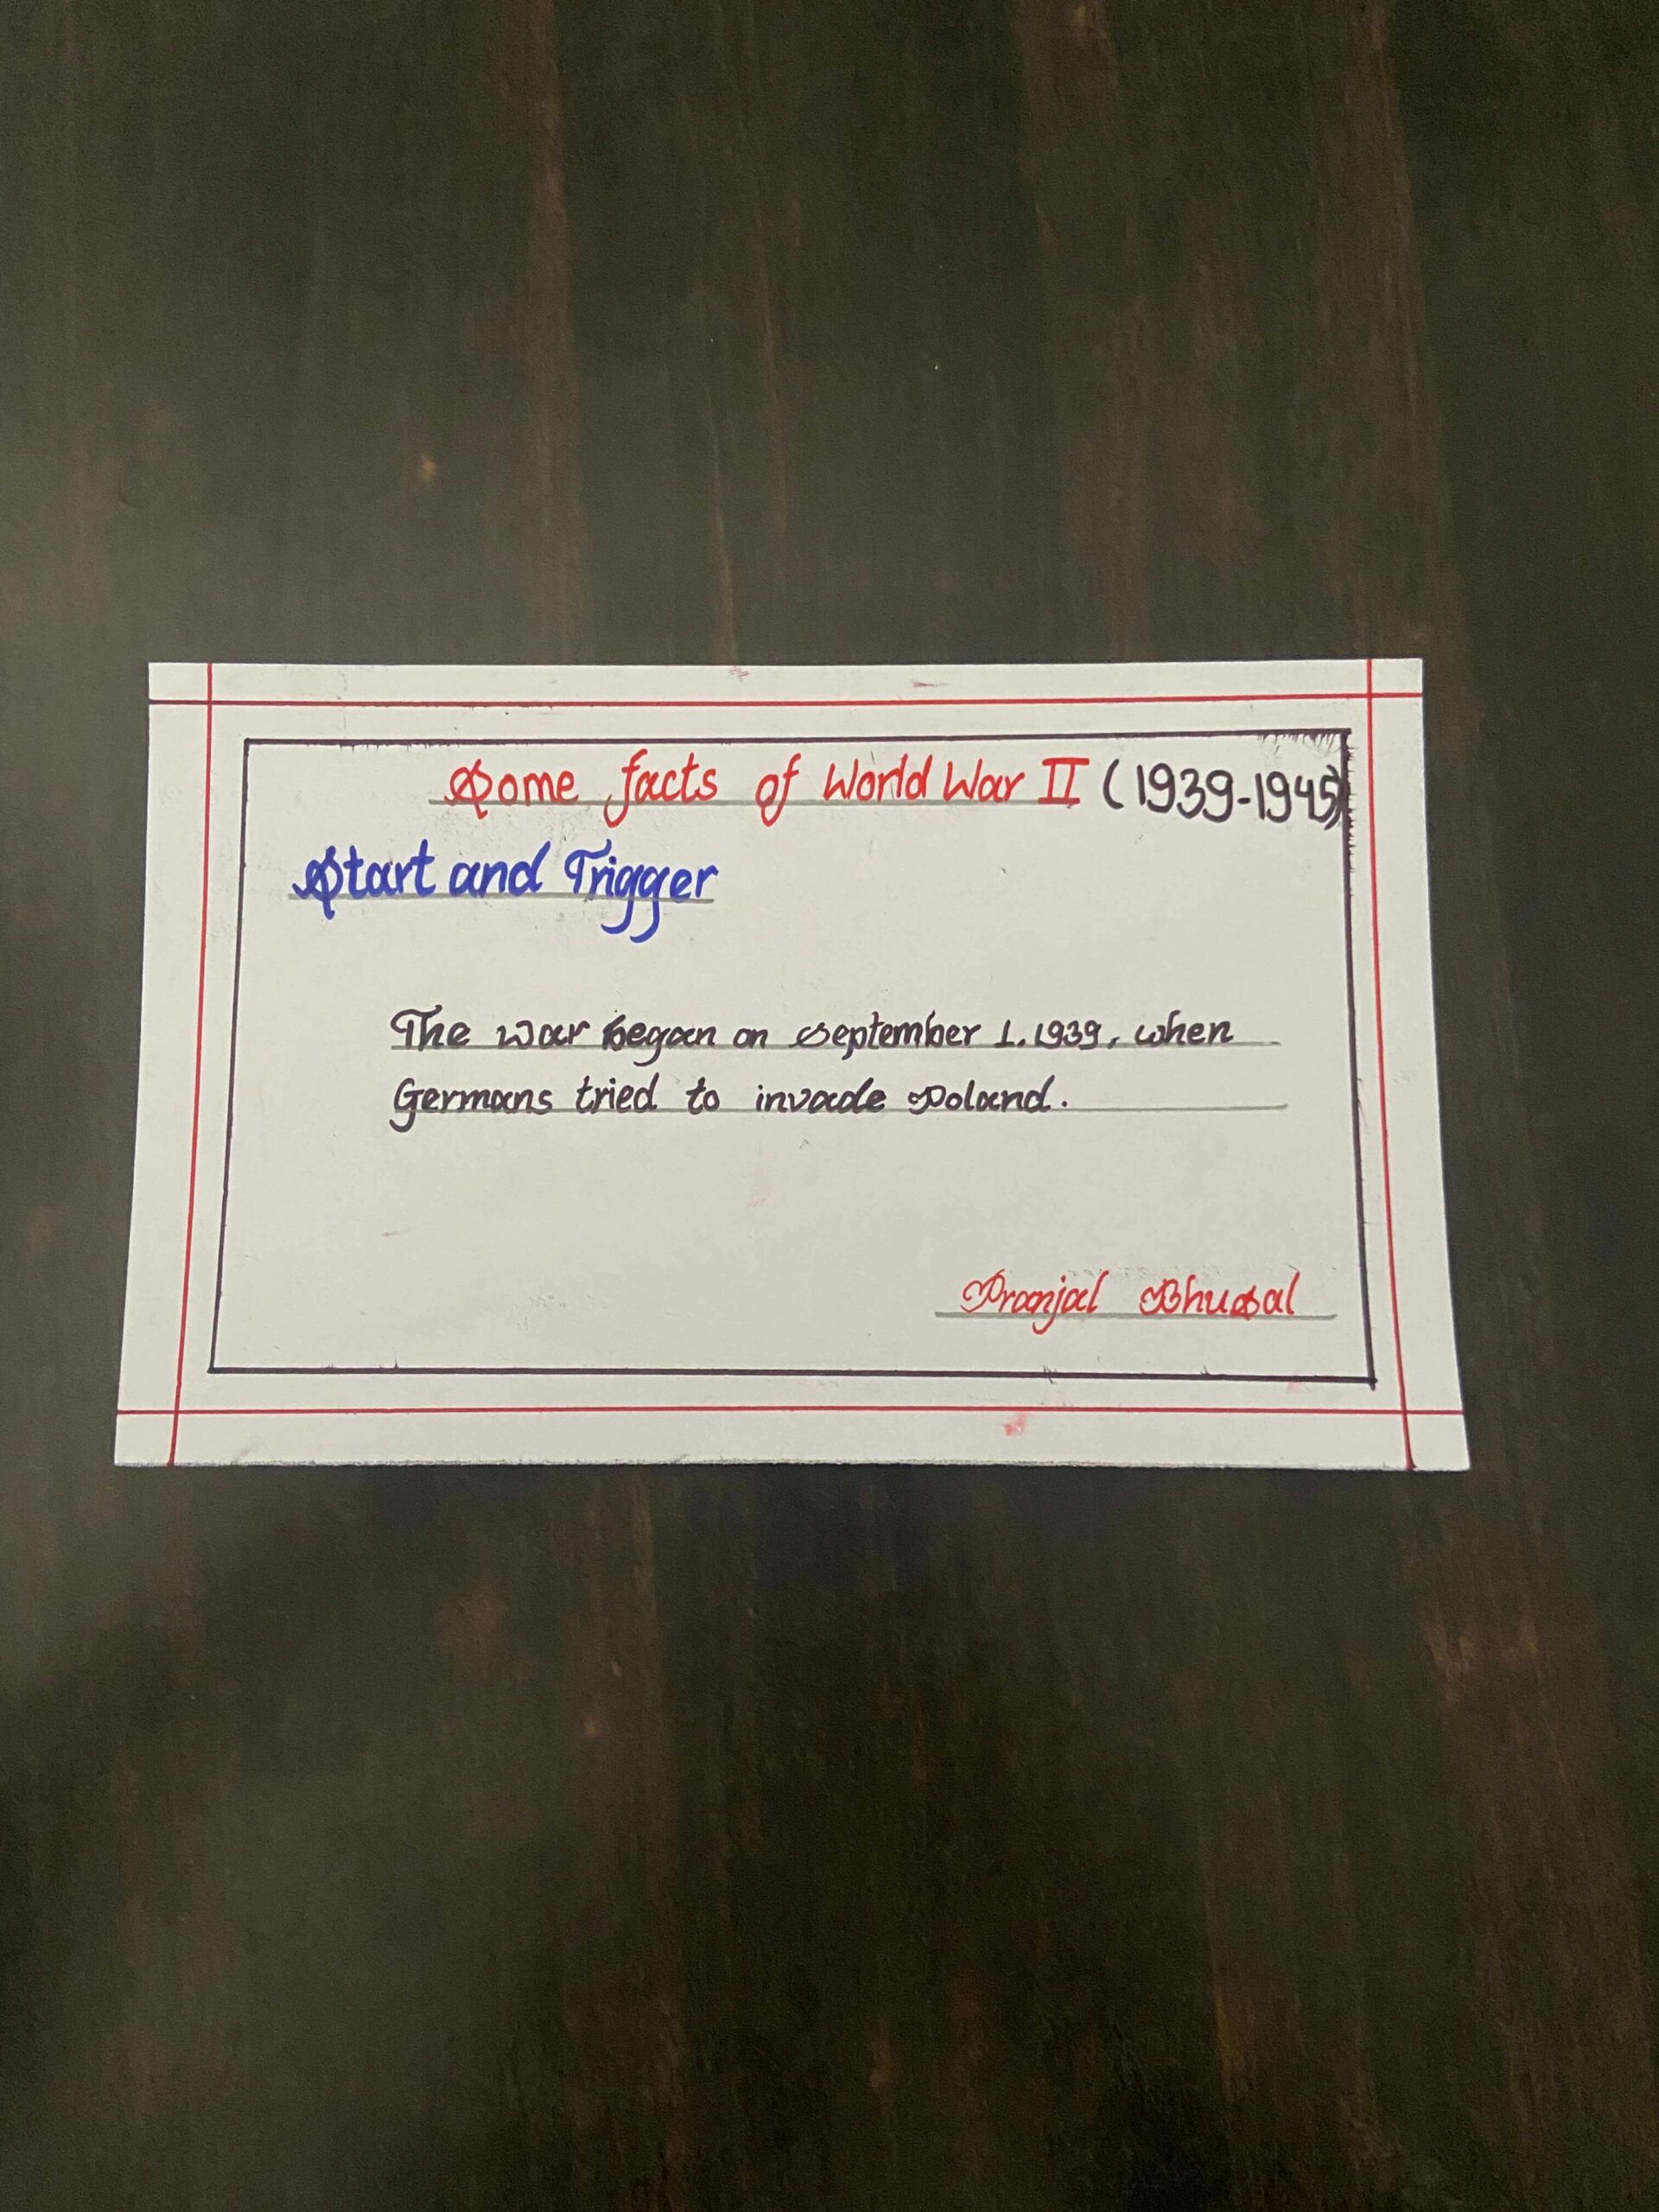 Some facts of World War II (1939-1945)
Start and Trigger
The war began on September 1.1939, when
Germans tried to invade Poland.
Pranjal Bhusal